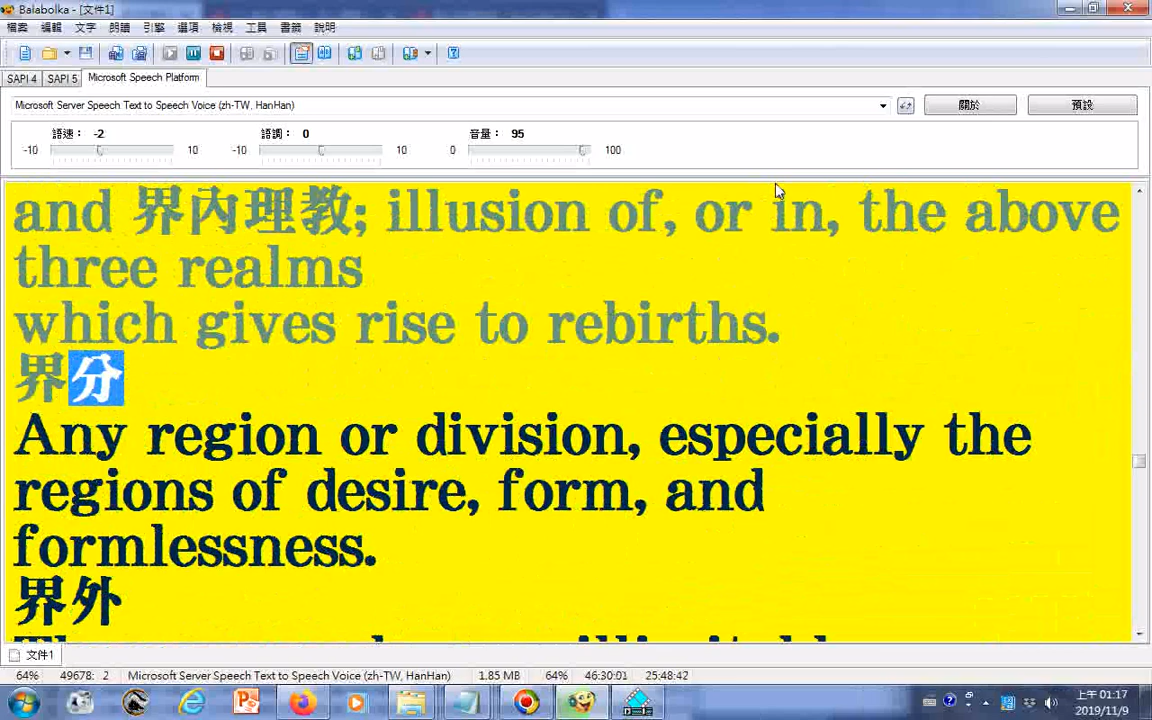 Balabolka - [文件1]
檔案 編輯 文字 朗讀 引擎 選項 檢視 工具 書籤 說明
SAPI 4 SAPI 5 Microsoft Speech Platform
Microsoft Server Speech Text to Speech Voice (zh-TW, HanHan) 關於 預設
語速： -2 語調： 0 音量： 95
-10 10 -10 10 0 100
and 界內理教; illusion of, or in, the above
three realms
which gives rise to rebirths.
界分
Any region or division, especially the
regions of desire, form, and
formlessness.
界外
文件1
64% 49678: 2 Microsoft Server Speech Text to Speech Voice (zh-TW, HanHan) 1.85 MB 64% 46:30:01 25:48:42
上午 01:17
2019/11/9